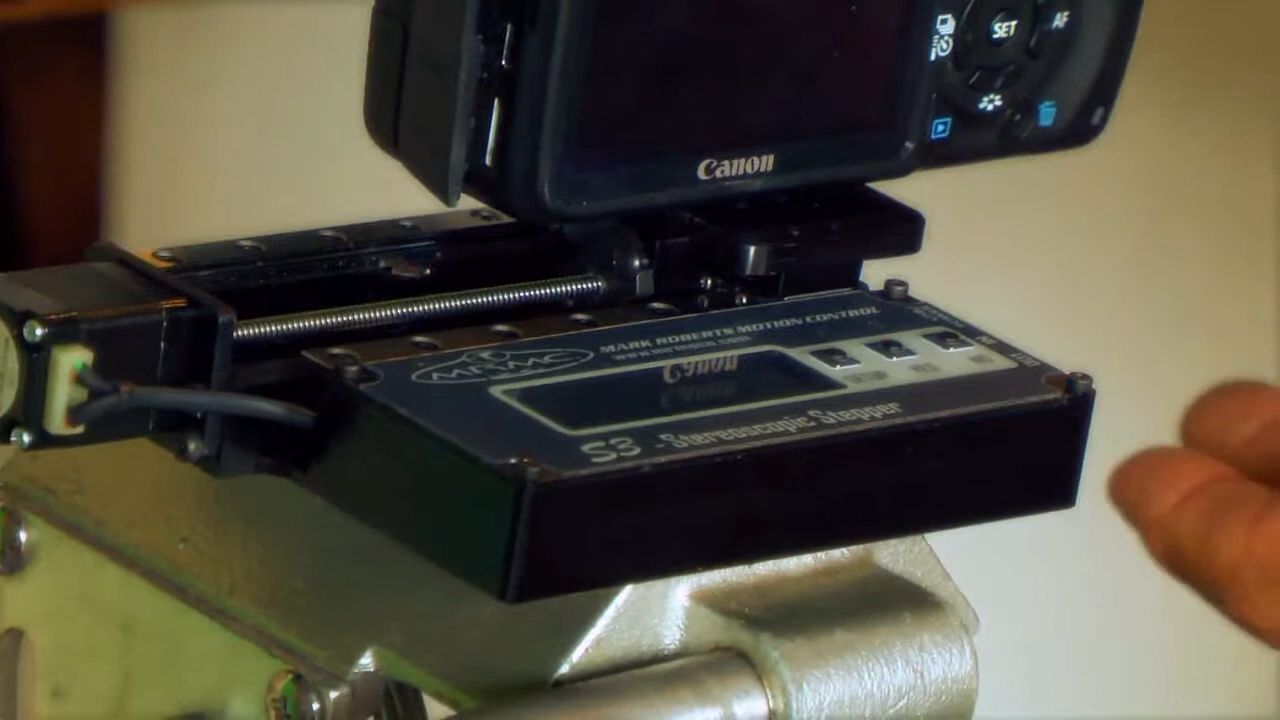 SET
AF
Canon
MARK ROBERTS MOTION CONTROL
MRMC
S3 - Stereoscopic Stepper